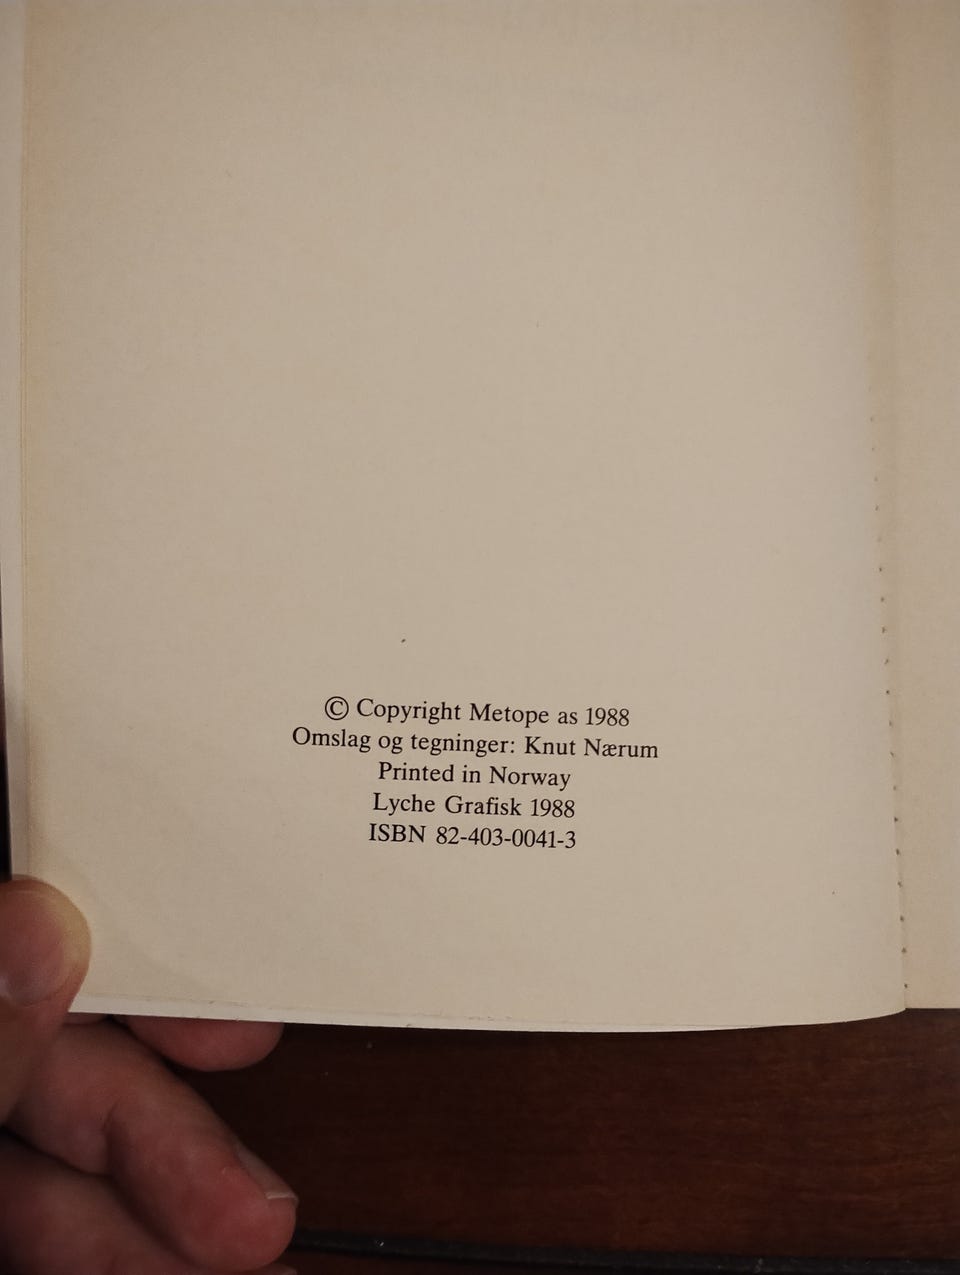 © Copyright Metope as 1988
Omslag og tegninger: Knut Nærum
Printed in Norway
Lyche Grafisk 1988
ISBN 82-403-0041-3